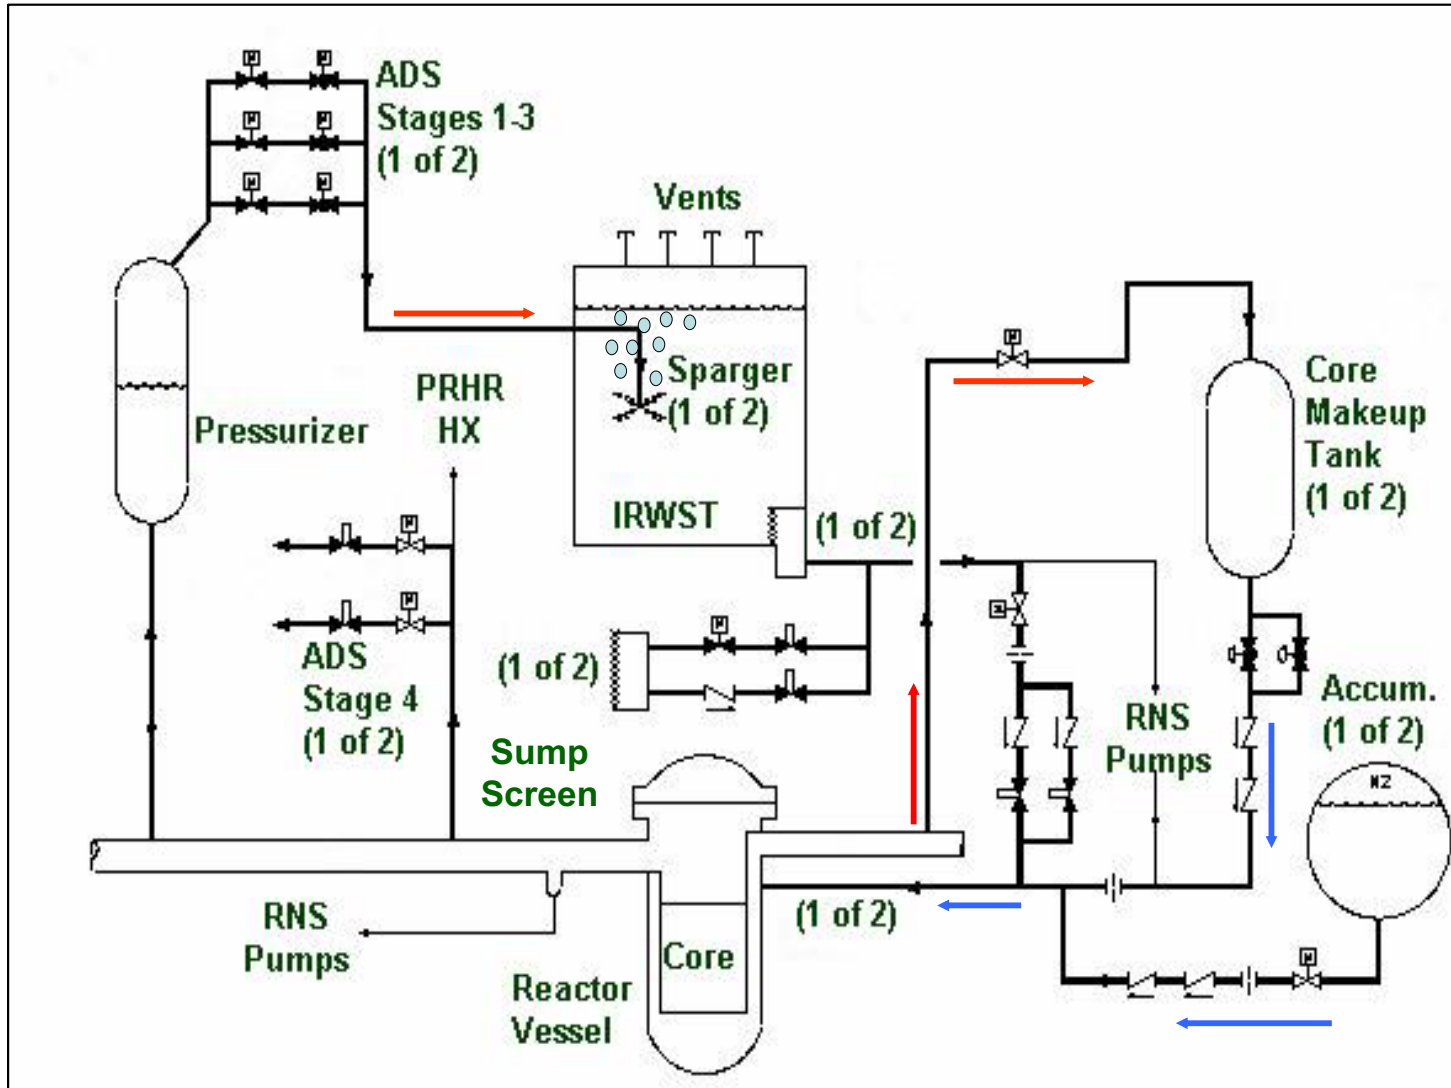 ADS
Stages 1-3
(1 of 2)
Vents
Sparger
(1 of 2)
Core
Makeup
Tank
(1 of 2)
PRHR
HX
Pressurizer
IRWST
(1 of 2)
(1 of 2)
ADS
Stage 4
(1 of 2)
Accum.
(1 of 2)
RNS
Pumps
Sump
Screen
N2
(1 of 2)
RNS
Pumps
Core
Reactor
Vessel